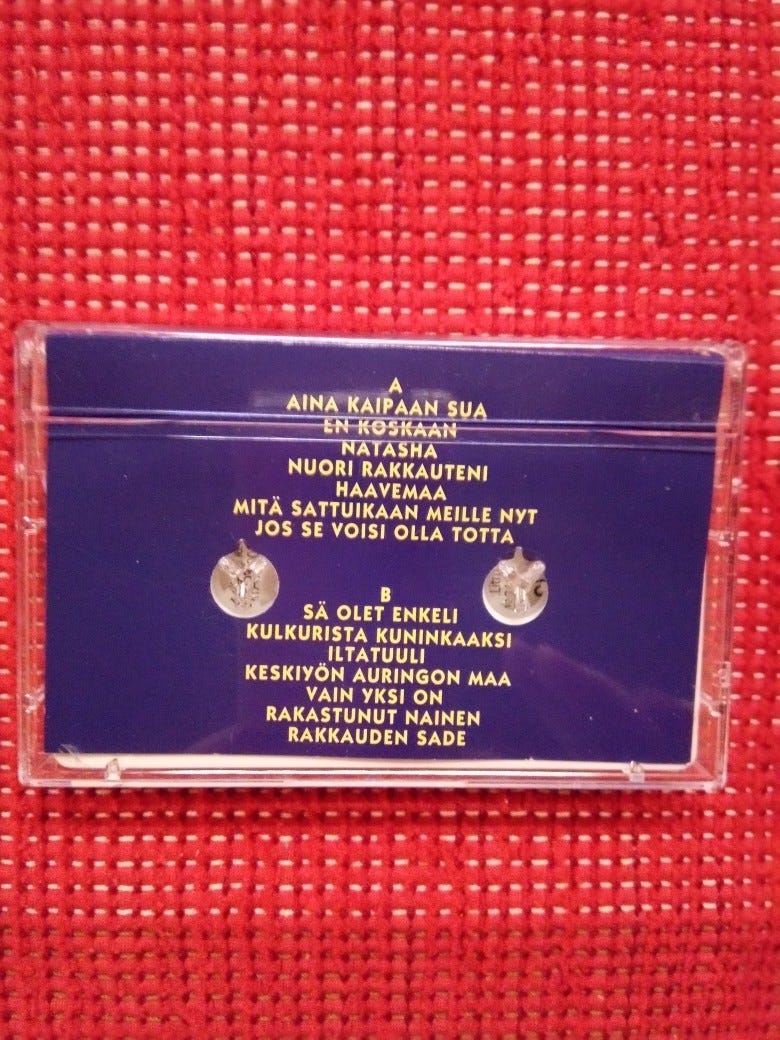 A
AINA KAIPAAN SUA
EN KOSKAAN
NATASHA
NUORI RAKKAUTENI
HAAVEMAA
MITÄ SATTUIKAAN MEILLE NYT
JOS SE VOISI OLLA TOTTA
B
SÄ OLET ENKELI
KULKURISTA KUNINKAAKSI
ILTATUULI
KESKIYÖN AURINGON MAA
VAIN YKSI ON
RAKASTUNUT NAINEN
RAKKAUDEN SADE